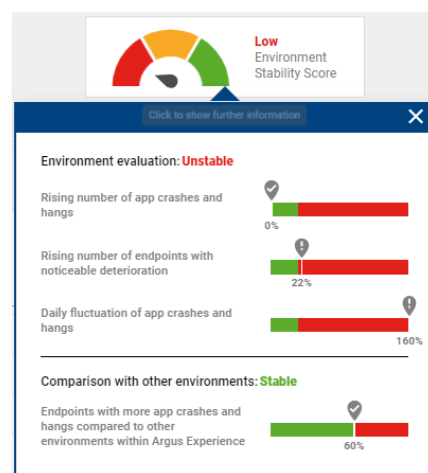 Low
Environment
Stability Score
Click to show further information
Environment evaluation: Unstable
Rising number of app crashes and
hangs
0%
Rising number of endpoints with
noticeable deterioration
22%
Daily fluctuation of app crashes and
hangs
160%
Comparison with other environments: Stable
Endpoints with more app crashes and
hangs compared to other
environments within Argus Experience
60%